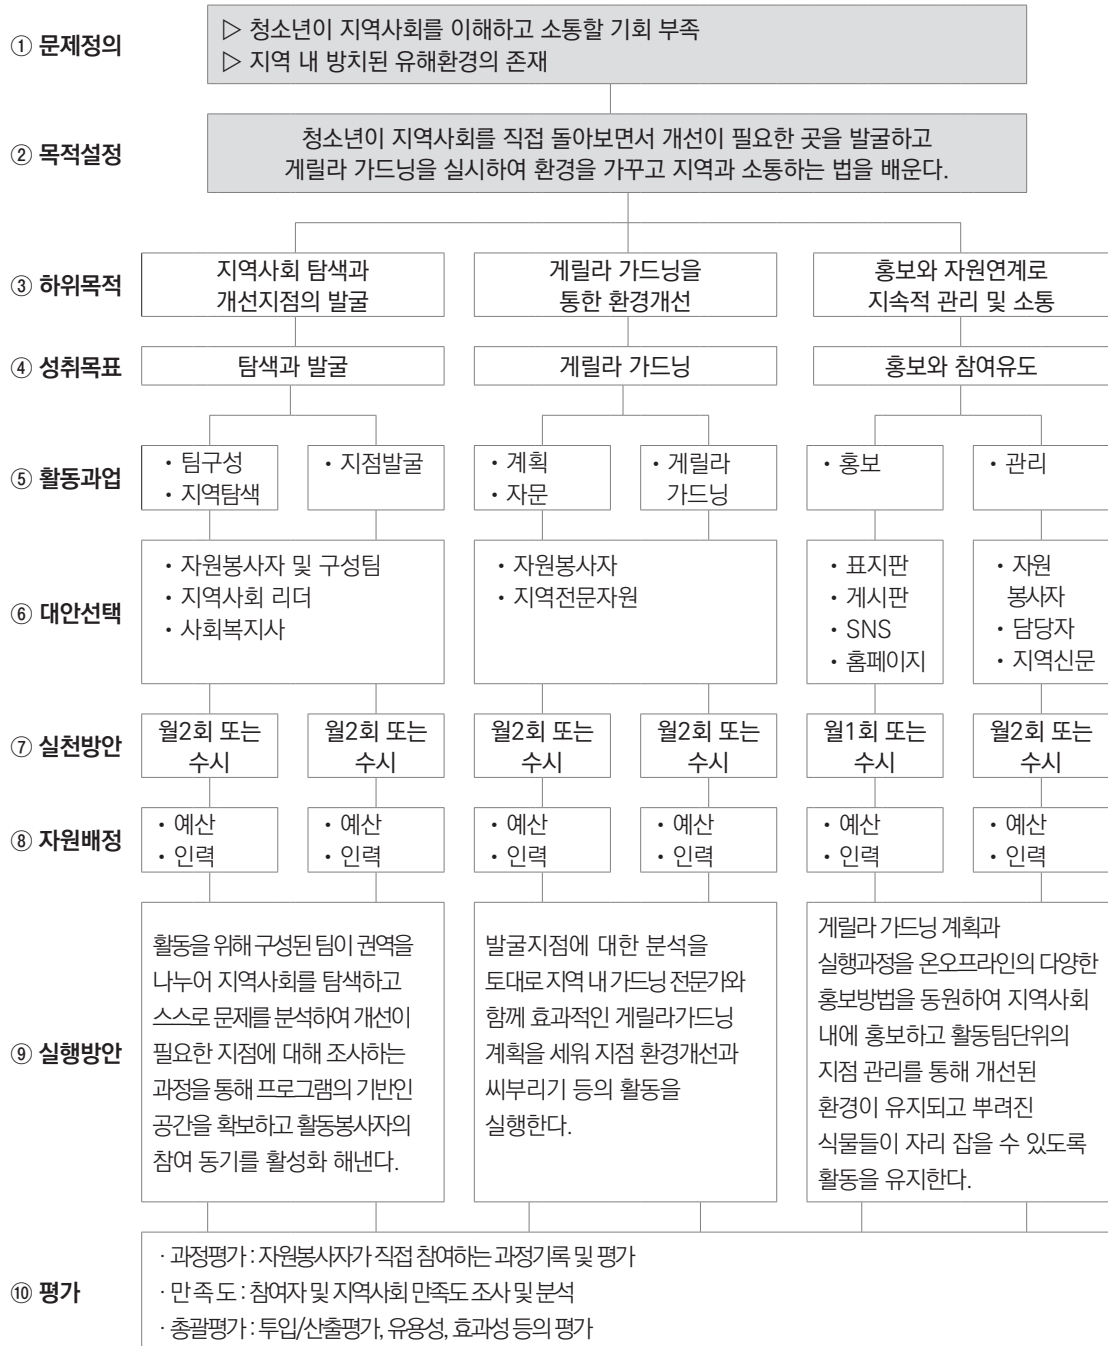 ① 문제정의
▷ 청소년이 지역사회를 이해하고 소통할 기회 부족
▷ 지역 내 방치된 유해환경의 존재
② 목적설정
청소년이 지역사회를 직접 돌아보면서 개선이 필요한 곳을 발굴하고
게릴라 가드닝을 실시하여 환경을 가꾸고 지역과 소통하는 법을 배운다.
③ 하위목적
지역사회 탐색과
개선지점의 발굴
게릴라 가드닝을
통한 환경개선
홍보와 자원연계로
지속적 관리 및 소통
④ 성취목표
탐색과 발굴
게릴라 가드닝
홍보와 참여유도
⑤ 활동과업
• 팀구성
• 지역탐색
• 지점발굴
• 계획
• 자문
• 게릴라
가드닝
• 홍보
• 관리
⑥ 대안선택
• 자원봉사자 및 구성팀
• 지역사회 리더
• 사회복지사
• 자원봉사자
• 지역전문자원
• 표지판
• 게시판
• SNS
• 홈페이지
• 자원
봉사자
• 담당자
• 지역신문
⑦ 실천방안
월2회 또는
수시
월2회 또는
수시
월2회 또는
수시
월2회 또는
수시
월1회 또는
수시
월2회 또는
수시
⑧ 자원배정
• 예산
• 인력
• 예산
• 인력
• 예산
• 인력
• 예산
• 인력
• 예산
• 인력
• 예산
• 인력
⑨ 실행방안
활동을 위해 구성된 팀이 권역을
나누어 지역사회를 탐색하고
스스로 문제를 분석하여 개선이
필요한 지점에 대해 조사하는
과정을 통해 프로그램의 기반인
공간을 확보하고 활동봉사자의
참여 동기를 활성화 해낸다.
발굴지점에 대한 분석을
토대로 지역 내 가드닝 전문가와
함께 효과적인 게릴라가드닝
계획을 세워 지점 환경개선과
씨부리기 등의 활동을
실행한다.
게릴라 가드닝 계획과
실행과정을 온오프라인의 다양한
홍보방법을 동원하여 지역사회
내에 홍보하고 활동팀단위의
지점 관리를 통해 개선된
환경이 유지되고 뿌려진
식물들이 자리 잡을 수 있도록
활동을 유지한다.
⑩ 평가
· 과정평가 : 자원봉사자가 직접 참여하는 과정기록 및 평가
· 만 족 도 : 참여자 및 지역사회 만족도 조사 및 분석
· 총괄평가 : 투입/산출평가, 유용성, 효과성 등의 평가